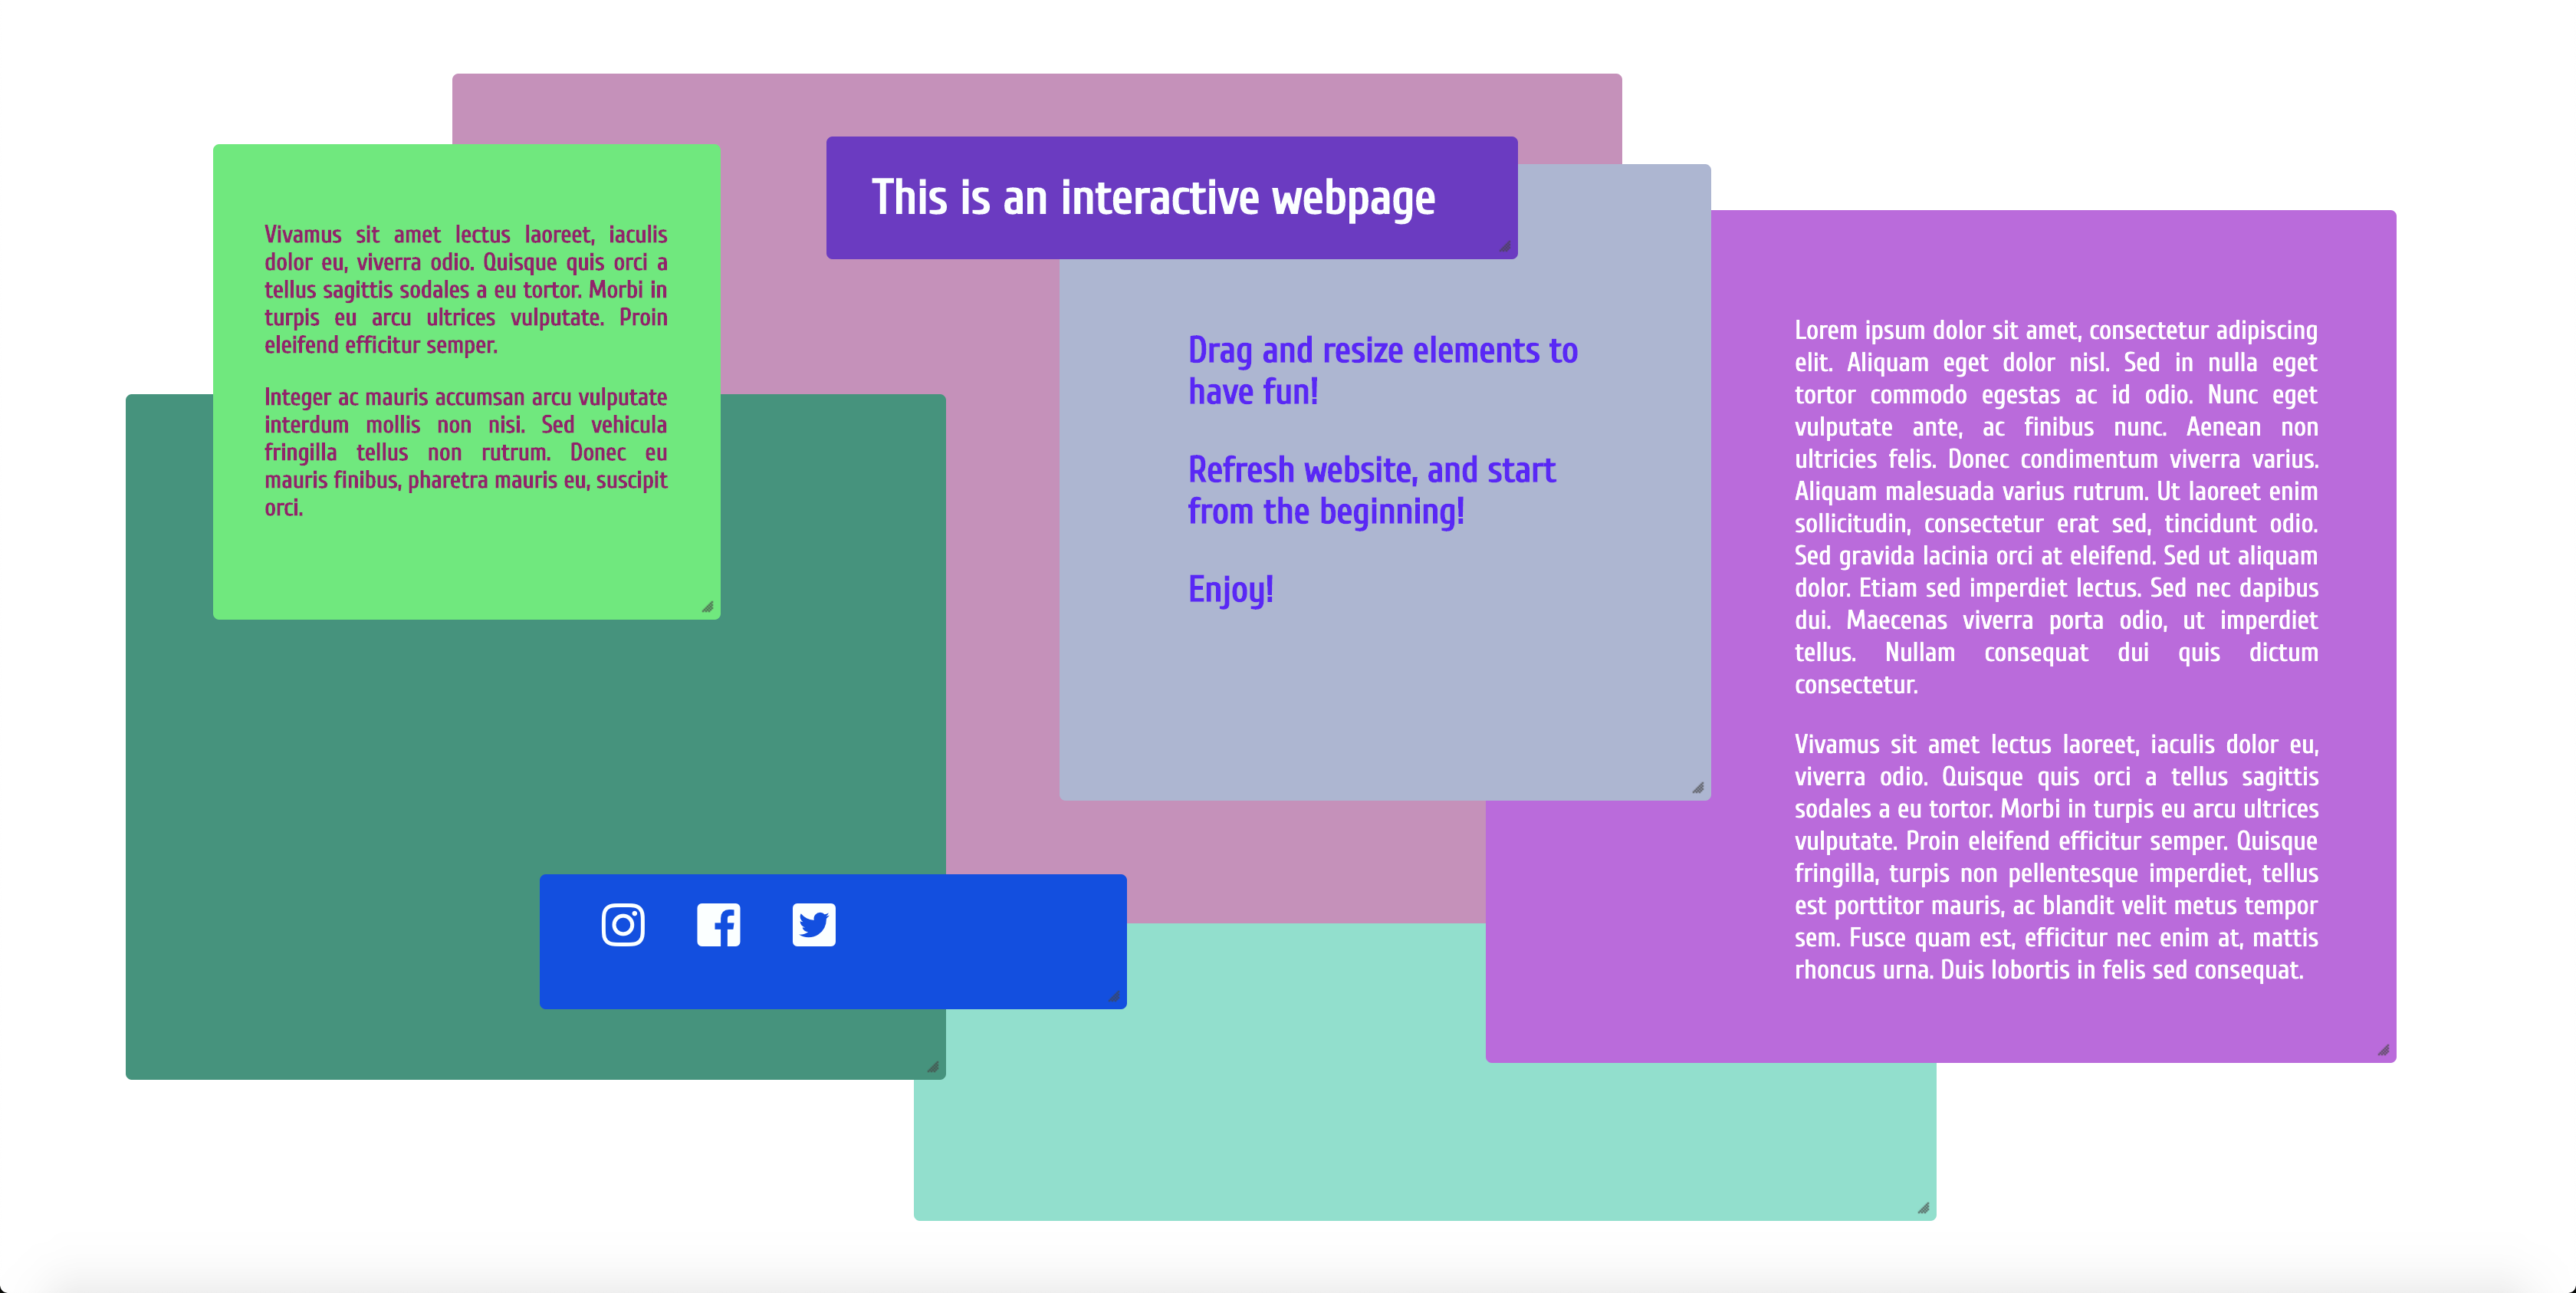 This is an interactive webpage
Vivamus sit amet lectus laoreet, iaculis
dolor eu, viverra odio. Quisque quis orci a
tellus sagittis sodales a eu tortor. Morbi in
turpis eu arcu ultrices vulputate. Proin
eleifend efficitur semper.
Integer ac mauris accumsan arcu vulputate
interdum mollis non nisi. Sed vehicula
fringilla tellus non rutrum. Donec eu
mauris finibus, pharetra mauris eu, suscipit
orci.
Drag and resize elements to
have fun!
Refresh website, and start
from the beginning!
Enjoy!
Lorem ipsum dolor sit amet, consectetur adipiscing
elit. Aliquam eget dolor nisl. Sed in nulla eget
tortor commodo egestas ac id odio. Nunc eget
vulputate ante, ac finibus nunc. Aenean non
ultricies felis. Donec condimentum viverra varius.
Aliquam malesuada varius rutrum. Ut laoreet enim
sollicitudin, consectetur erat sed, tincidunt odio.
Sed gravida lacinia orci at eleifend. Sed ut aliquam
dolor. Etiam sed imperdiet lectus. Sed nec dapibus
dui. Maecenas viverra porta odio, ut imperdiet
tellus. Nullam consequat dui quis dictum
consectetur.
Vivamus sit amet lectus laoreet, iaculis dolor eu,
viverra odio. Quisque quis orci a tellus sagittis
sodales a eu tortor. Morbi in turpis eu arcu ultrices
vulputate. Proin eleifend efficitur semper. Quisque
fringilla, turpis non pellentesque imperdiet, tellus
est porttitor mauris, ac blandit velit metus tempor
sem. Fusce quam est, efficitur nec enim at, mattis
rhoncus urna. Duis lobortis in felis sed consequat.